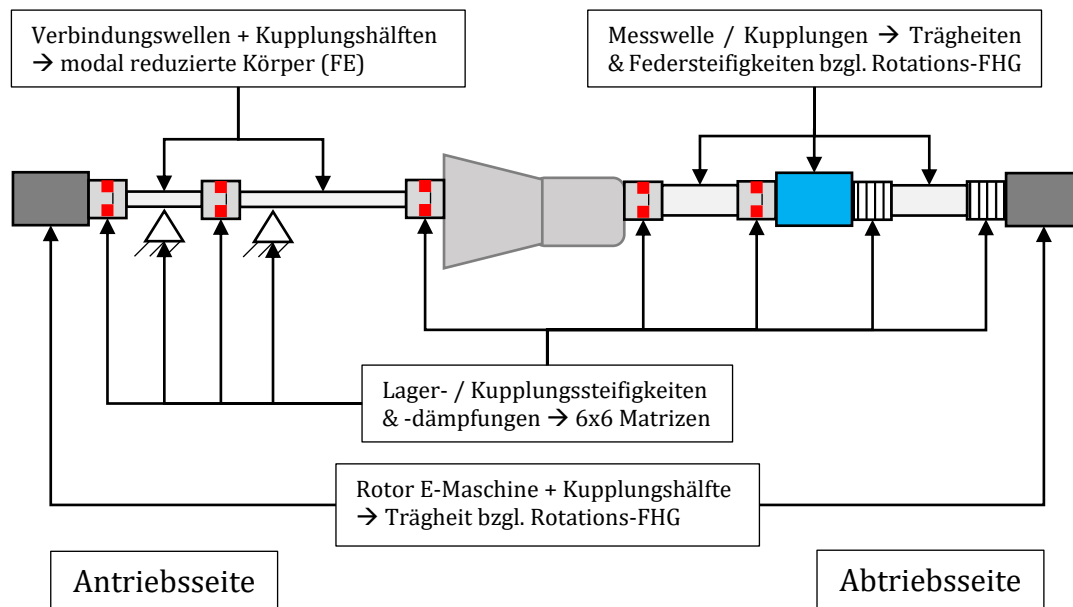 Verbindungswellen + Kupplungshälften
→ modal reduzierte Körper (FE)
Messwelle / Kupplungen → Trägheiten
& Federsteifigkeiten bzgl. Rotations-FHG
Lager- / Kupplungssteifigkeiten
& -dämpfungen → 6x6 Matrizen
Rotor E-Maschine + Kupplungshälfte
→ Trägheit bzgl. Rotations-FHG
Antriebsseite
Abtriebsseite